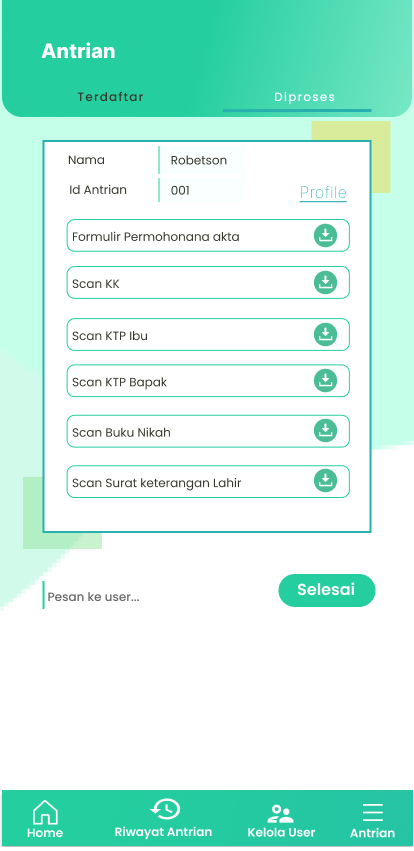 Antrian
Terdaftar
Diproses
Nama
Robetson
Id Antrian
001
Profile
Formulir Permohonana akta
Scan KK
Scan KTP Ibu
Scan KTP Bapak
Scan Buku Nikah
Scan Surat keterangan Lahir
Pesan ke user...
Selesai
Home
Riwayat Antrian
Kelola User
Antrian